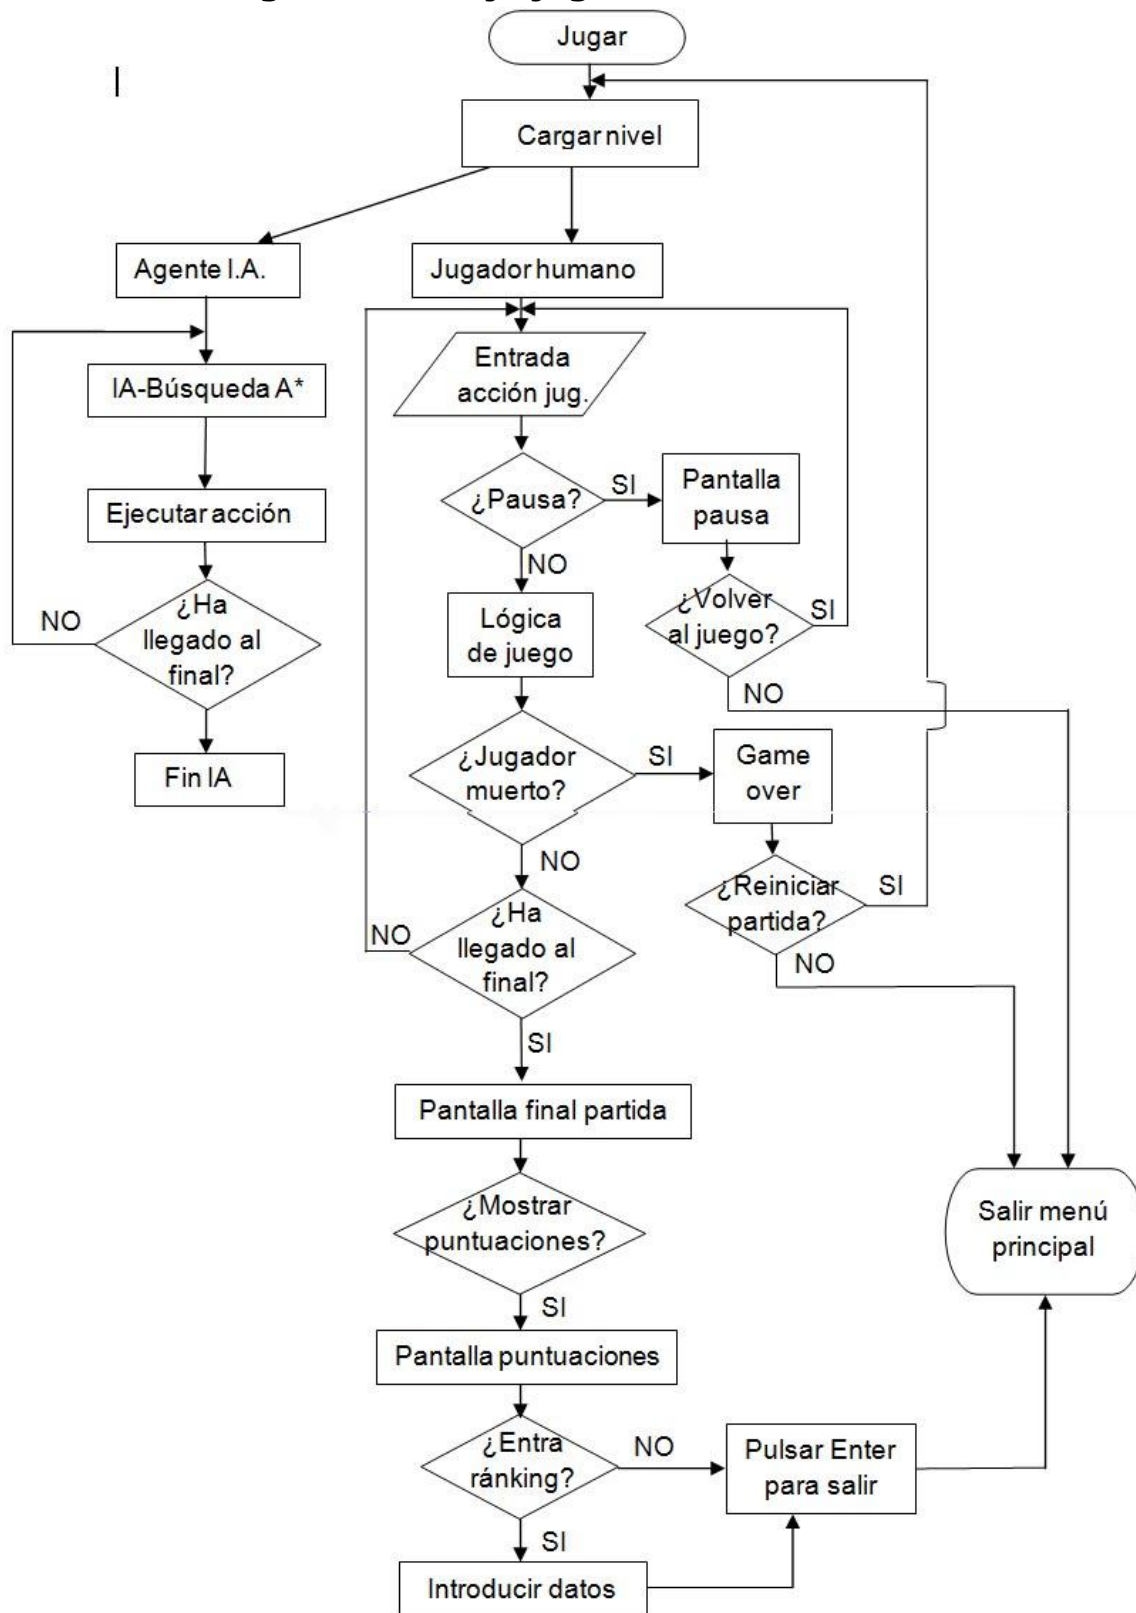 Jugar
Cargar nivel
Agente I.A.
Jugador humano
IA-Búsqueda A*
Entrada
acción jug.
Ejecutar acción
¿Pausa?
SI
Pantalla
pausa
NO
¿Ha
llegado al
final?
NO
Lógica
de juego
¿Volver
al juego?
SI
NO
Fin IA
¿Jugador
muerto?
SI
Game
over
NO
¿Reiniciar
partida?
SI
NO
¿Ha
llegado al
final?
NO
SI
Pantalla final partida
¿Mostrar
puntuaciones?
SI
Salir menú
principal
Pantalla puntuaciones
¿Entra
ránking?
NO
Pulsar Enter
para salir
SI
Introducir datos